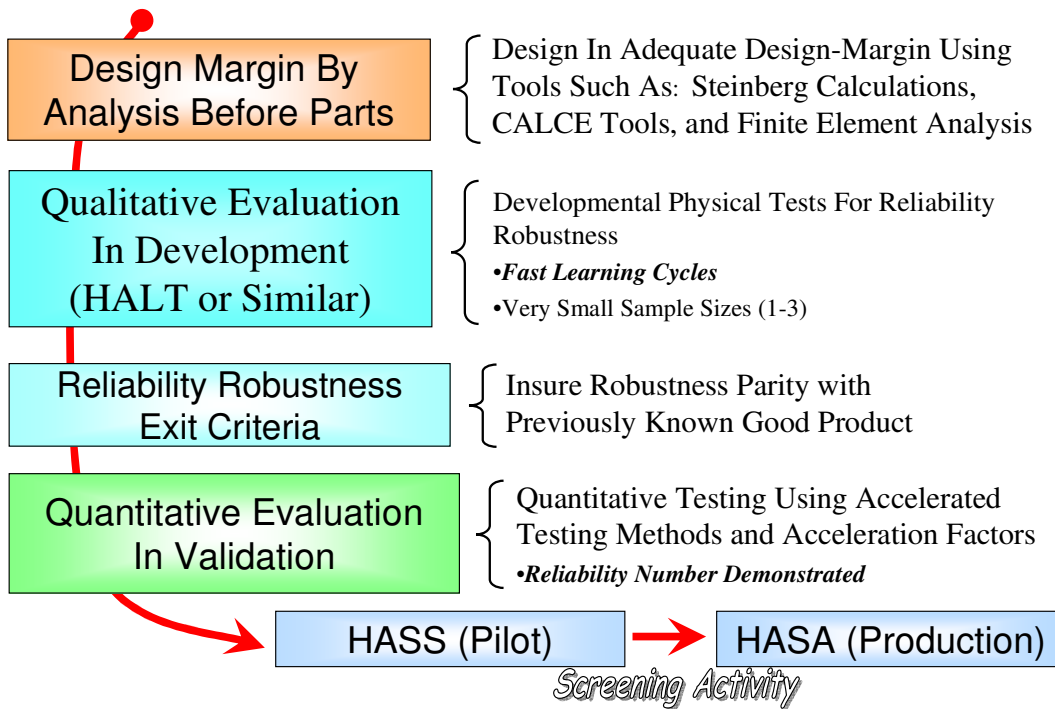 Design Margin By
Analysis Before Parts
Design In Adequate Design-Margin Using
Tools Such As: Steinberg Calculations,
CALCE Tools, and Finite Element Analysis
Qualitative Evaluation
In Development
(HALT or Similar)
Developmental Physical Tests For Reliability
Robustness
•Fast Learning Cycles
•Very Small Sample Sizes (1-3)
Reliability Robustness
Exit Criteria
Insure Robustness Parity with
Previously Known Good Product
Quantitative Evaluation
In Validation
Quantitative Testing Using Accelerated
Testing Methods and Acceleration Factors
•Reliability Number Demonstrated
HASS (Pilot)
HASA (Production)
Screening Activity